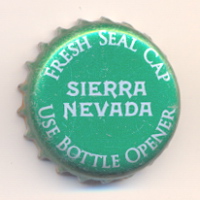 FRESH SEAL CAP
SIERRA
NEVADA
USE BOTTLE OPENER